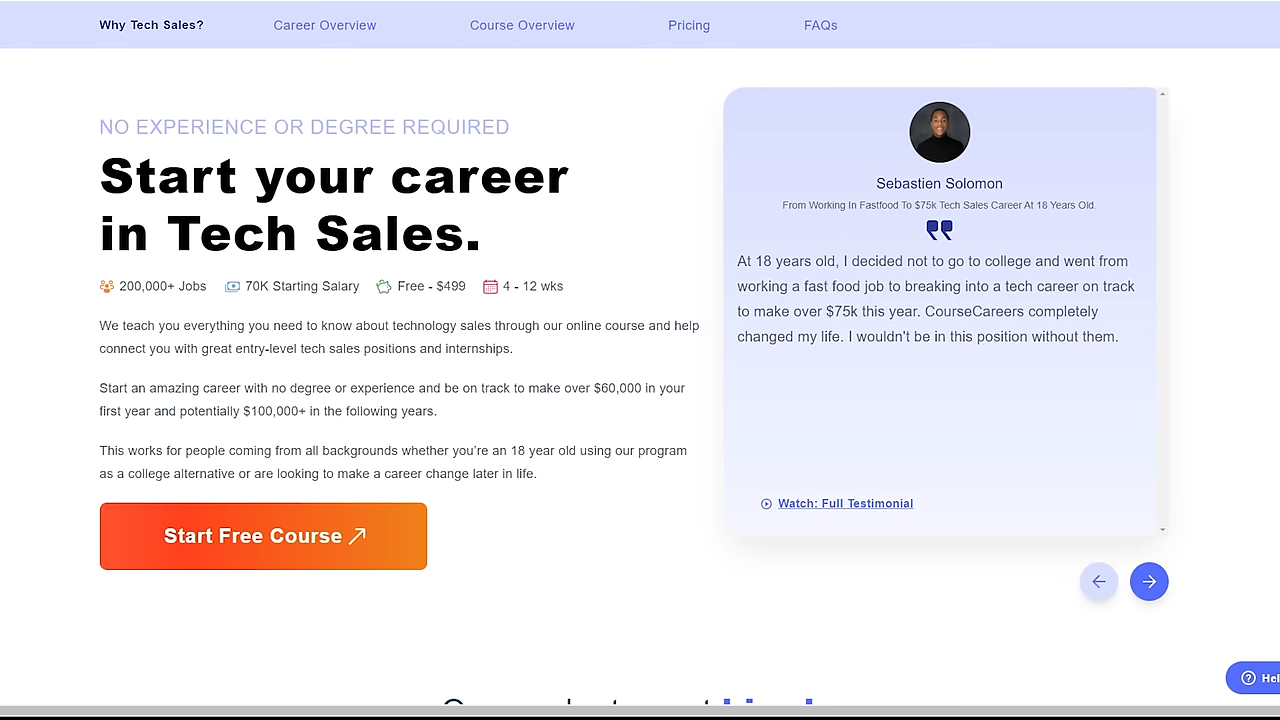 Why Tech Sales? Career Overview Course Overview Pricing FAQs
NO EXPERIENCE OR DEGREE REQUIRED
Start your career
in Tech Sales.
200,000+ Jobs 70K Starting Salary Free - $499 4 - 12 wks
We teach you everything you need to know about technology sales through our online course and help
connect you with great entry-level tech sales positions and internships.
Start an amazing career with no degree or experience and be on track to make over $60,000 in your
first year and potentially $100,000+ in the following years.
This works for people coming from all backgrounds whether you're an 18 year old using our program
as a college alternative or are looking to make a career change later in life.
Start Free Course
Sebastien Solomon
From Working In Fastfood To $75k Tech Sales Career At 18 Years Old.
At 18 years old, I decided not to go to college and went from
working a fast food job to breaking into a tech career on track
to make over $75k this year. CourseCareers completely
changed my life. I wouldn't be in this position without them.
Watch: Full Testimonial